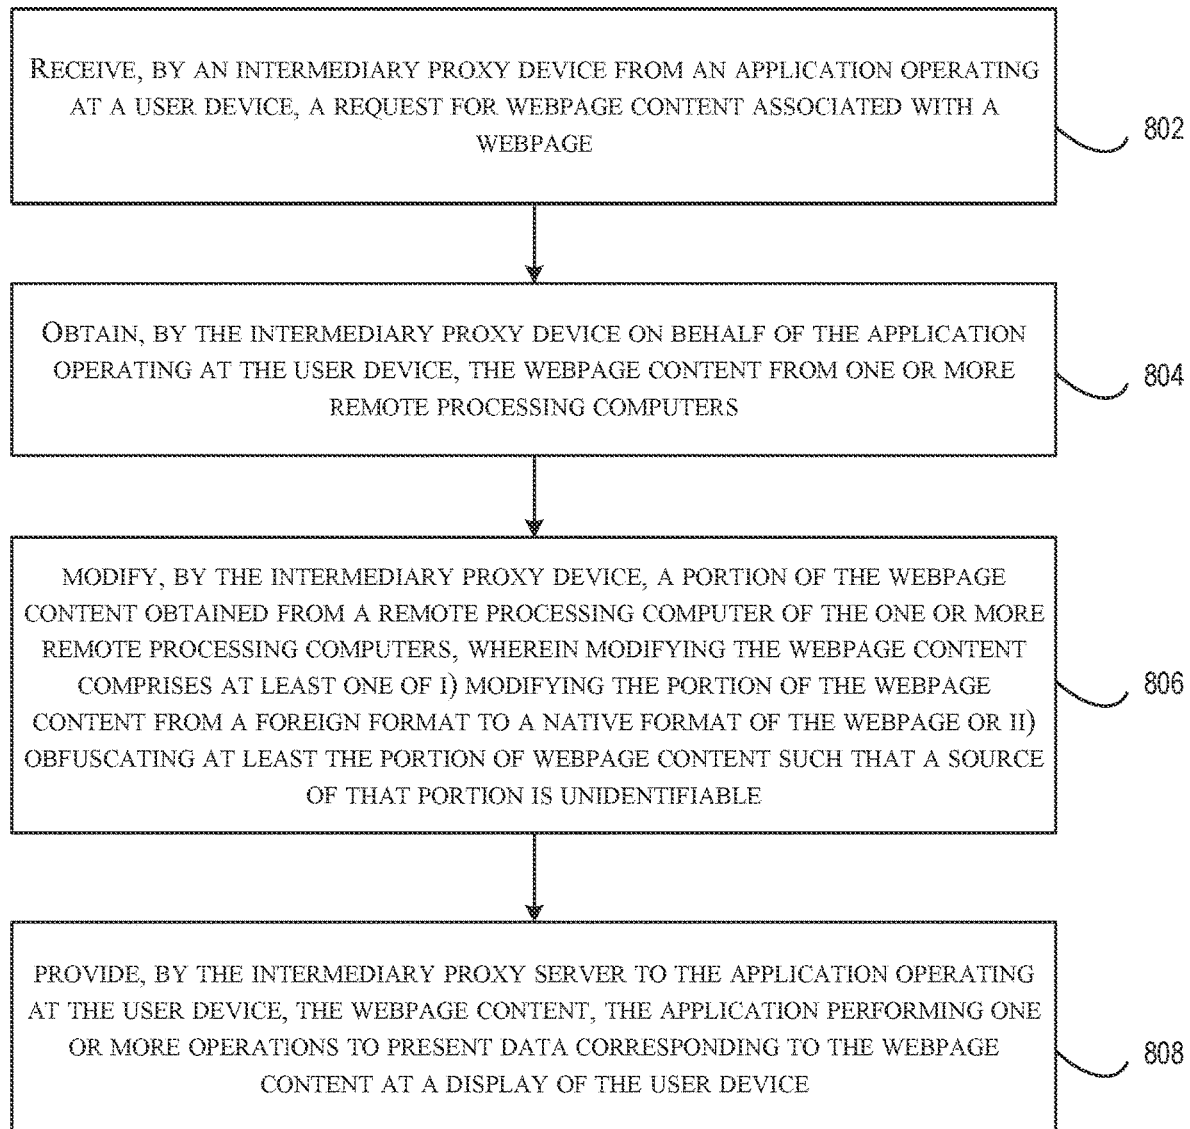 RECEIVE, BY AN INTERMEDIARY PROXY DEVICE FROM AN APPLICATION OPERATING
AT A USER DEVICE, A REQUEST FOR WEBPAGE CONTENT ASSOCIATED WITH A
WEBPAGE
802
OBTAIN, BY THE INTERMEDIARY PROXY DEVICE ON BEHALF OF THE APPLICATION
OPERATING AT THE USER DEVICE, THE WEBPAGE CONTENT FROM ONE OR MORE
REMOTE PROCESSING COMPUTERS
804
MODIFY, BY THE INTERMEDIARY PROXY DEVICE, A PORTION OF THE WEBPAGE
CONTENT OBTAINED FROM A REMOTE PROCESSING COMPUTER OF THE ONE OR MORE
REMOTE PROCESSING COMPUTERS, WHEREIN MODIFYING THE WEBPAGE CONTENT
COMPRISES AT LEAST ONE OF I) MODIFYING THE PORTION OF THE WEBPAGE
CONTENT FROM A FOREIGN FORMAT TO A NATIVE FORMAT OF THE WEBPAGE OR II)
OBFUSCATING AT LEAST THE PORTION OF WEBPAGE CONTENT SUCH THAT A SOURCE
OF THAT PORTION IS UNIDENTIFIABLE
806
PROVIDE, BY THE INTERMEDIARY PROXY SERVER TO THE APPLICATION OPERATING
AT THE USER DEVICE, THE WEBPAGE CONTENT, THE APPLICATION PERFORMING ONE
OR MORE OPERATIONS TO PRESENT DATA CORRESPONDING TO THE WEBPAGE
CONTENT AT A DISPLAY OF THE USER DEVICE
808